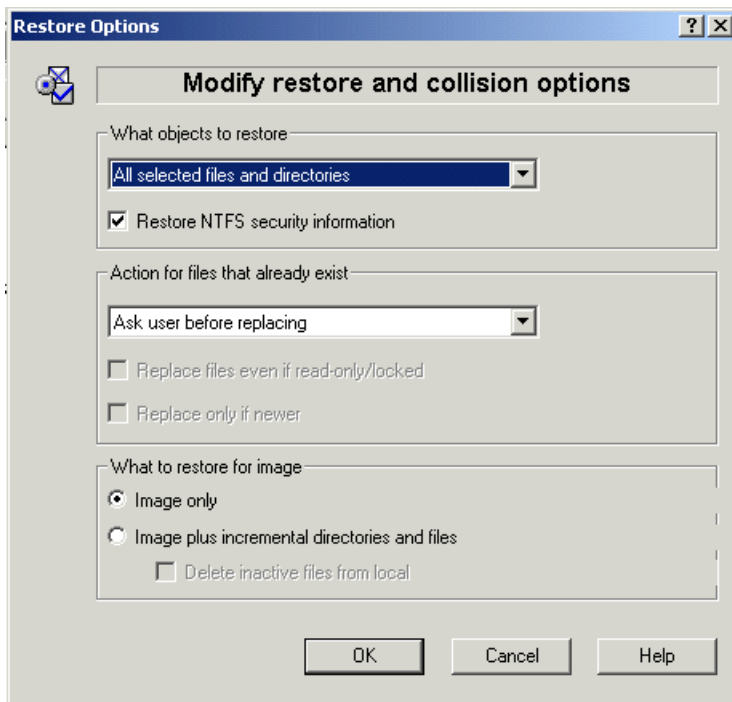 Restore Options
Modify restore and collision options
What objects to restore
All selected files and directories
Restore NTFS security information
Action for files that already exist
Ask user before replacing
Replace files even if read-only/locked
Replace only if newer
What to restore for image
Image only
Image plus incremental directories and files
Delete inactive files from local
OK Cancel Help